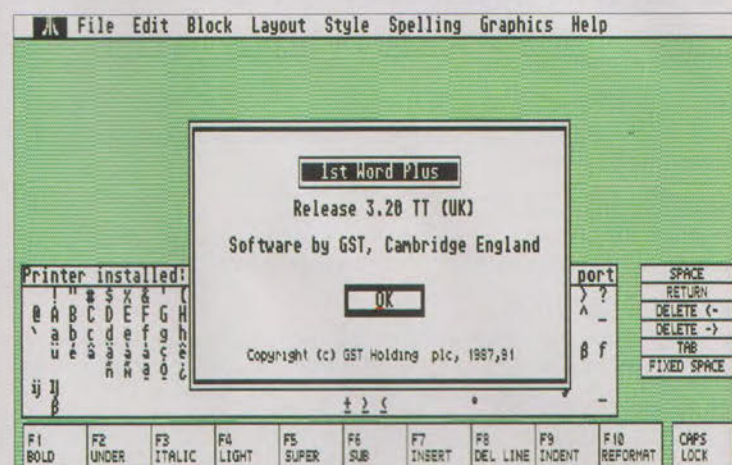 File Edit Block Layout Style Spelling Graphics Help
1st Word Plus
Release 3.20 TT (UK)
Software by GST, Cambridge England
OK
Copyright (c) GST Holding plc, 1987,91
Printer installed: port
! " # $ % & ' ( > ?
@ A B C D E F G H ^ _
` a b c d e f g h
ü é â ä à å ç ê β ƒ
ñ Ñ ª º ¿
ij IJ
β ± ≥ ≤ ° ¯
SPACE
RETURN
DELETE <-
DELETE ->
TAB
FIXED SPACE
F1 BOLD
F2 UNDER
F3 ITALIC
F4 LIGHT
F5 SUPER
F6 SUB
F7 INSERT
F8 DEL LINE
F9 INDENT
F10 REFORMAT
CAPS LOCK